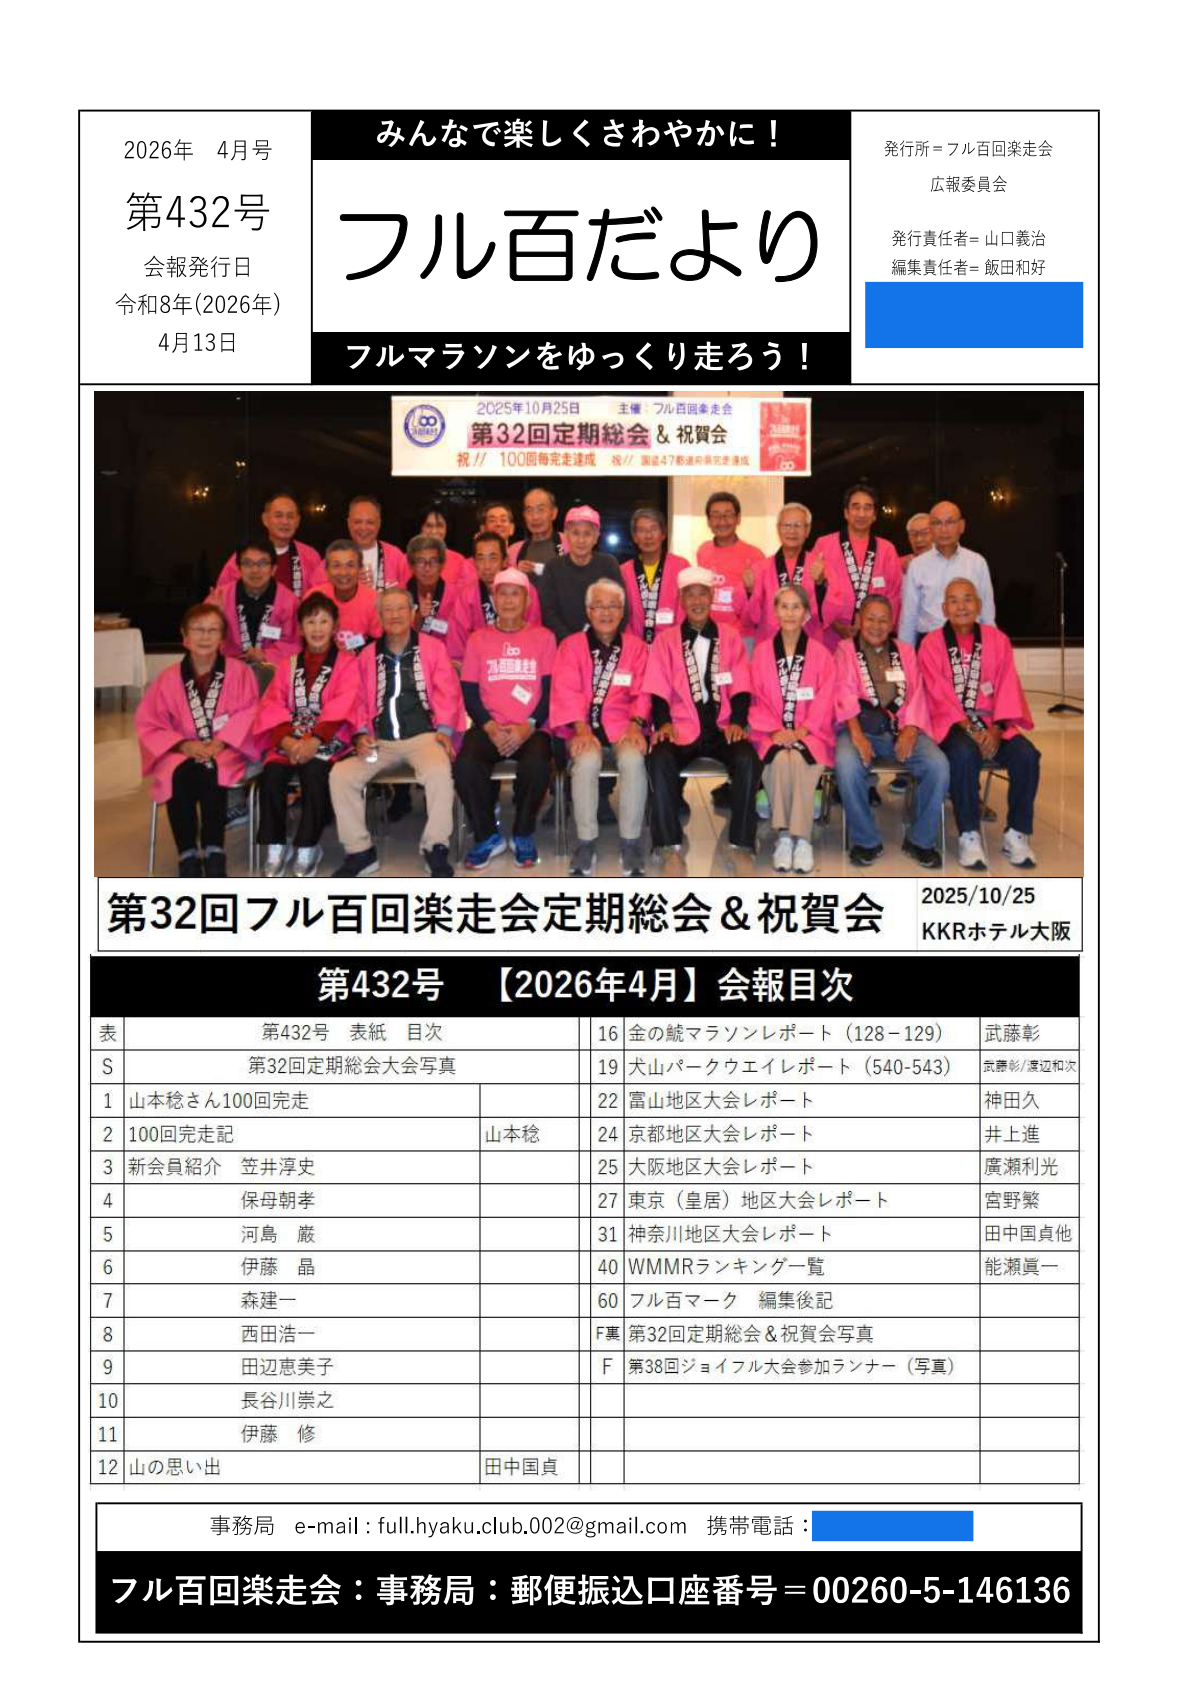 2026年　4月号
第432号
会報発行日
令和8年(2026年)
4月13日
みんなで楽しくさわやかに！
フル百だより
フルマラソンをゆっくり走ろう！
発行所＝フル百回楽走会
広報委員会
発行責任者= 山口義治
編集責任者= 飯田和好
2025年10月25日　主催：フル百回楽走会
第32回定期総会 & 祝賀会
祝// 100回毎完走達成　祝// 国盗47都道府県完走達成
フル百回楽走会
第32回フル百回楽走会定期総会＆祝賀会
2025/10/25
KKRホテル大阪
第432号　【2026年4月】会報目次
表 第432号　表紙　目次
S 第32回定期総会大会写真
1 山本稔さん100回完走
2 100回完走記 山本稔
3 新会員紹介　笠井淳史
4 保母朝孝
5 河島　巌
6 伊藤　晶
7 森建一
8 西田浩一
9 田辺恵美子
10 長谷川崇之
11 伊藤　修
12 山の思い出 田中国貞
16 金の鯱マラソンレポート（128－129） 武藤彰
19 犬山パークウエイレポート（540-543） 武藤彰/渡辺和次
22 富山地区大会レポート 神田久
24 京都地区大会レポート 井上進
25 大阪地区大会レポート 廣瀬利光
27 東京（皇居）地区大会レポート 宮野繁
31 神奈川地区大会レポート 田中国貞他
40 WMMRランキング一覧 能瀬眞一
60 フル百マーク　編集後記
F裏 第32回定期総会＆祝賀会写真
F 第38回ジョイフル大会参加ランナー（写真）
事務局　e-mail : full.hyaku.club.002@gmail.com　携帯電話：
フル百回楽走会：事務局：郵便振込口座番号＝00260-5-146136